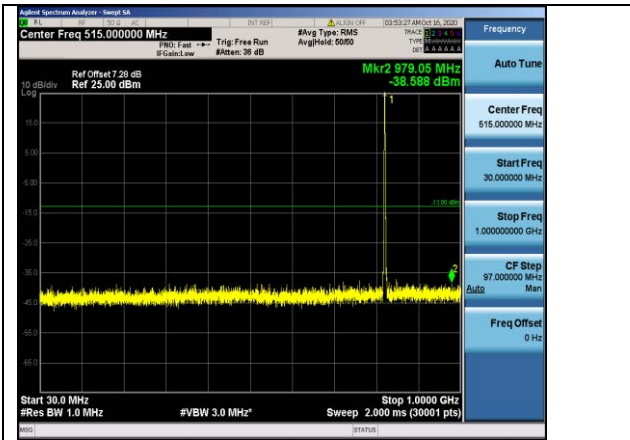 Agilent Spectrum Analyzer - Swept SA
RL RF 50 Ω AC INT REF ALIGN OFF 03:53:27 AM Oct 16, 2020
Center Freq 515.000000 MHz
PNO: Fast
IFGain:Low
Trig: Free Run
#Atten: 36 dB
#Avg Type: RMS
Avg|Hold: 50/50
TRACE 1 2 3 4 5 6
TYPE
DET A A A A A A
Frequency
Auto Tune
Center Freq
515.000000 MHz
Start Freq
30.000000 MHz
Stop Freq
1.000000000 GHz
CF Step
97.000000 MHz
Auto Man
Freq Offset
0 Hz
Mkr2 979.05 MHz
-38.588 dBm
Ref Offset 7.28 dB
10 dB/div Ref 25.00 dBm
Log
1
15.0
5.00
-5.00
-13.00 dBm
-15.0
-25.0
-35.0
2
-45.0
-55.0
-65.0
Start 30.0 MHz Stop 1.0000 GHz
#Res BW 1.0 MHz #VBW 3.0 MHz* Sweep 2.000 ms (30001 pts)
MSG STATUS